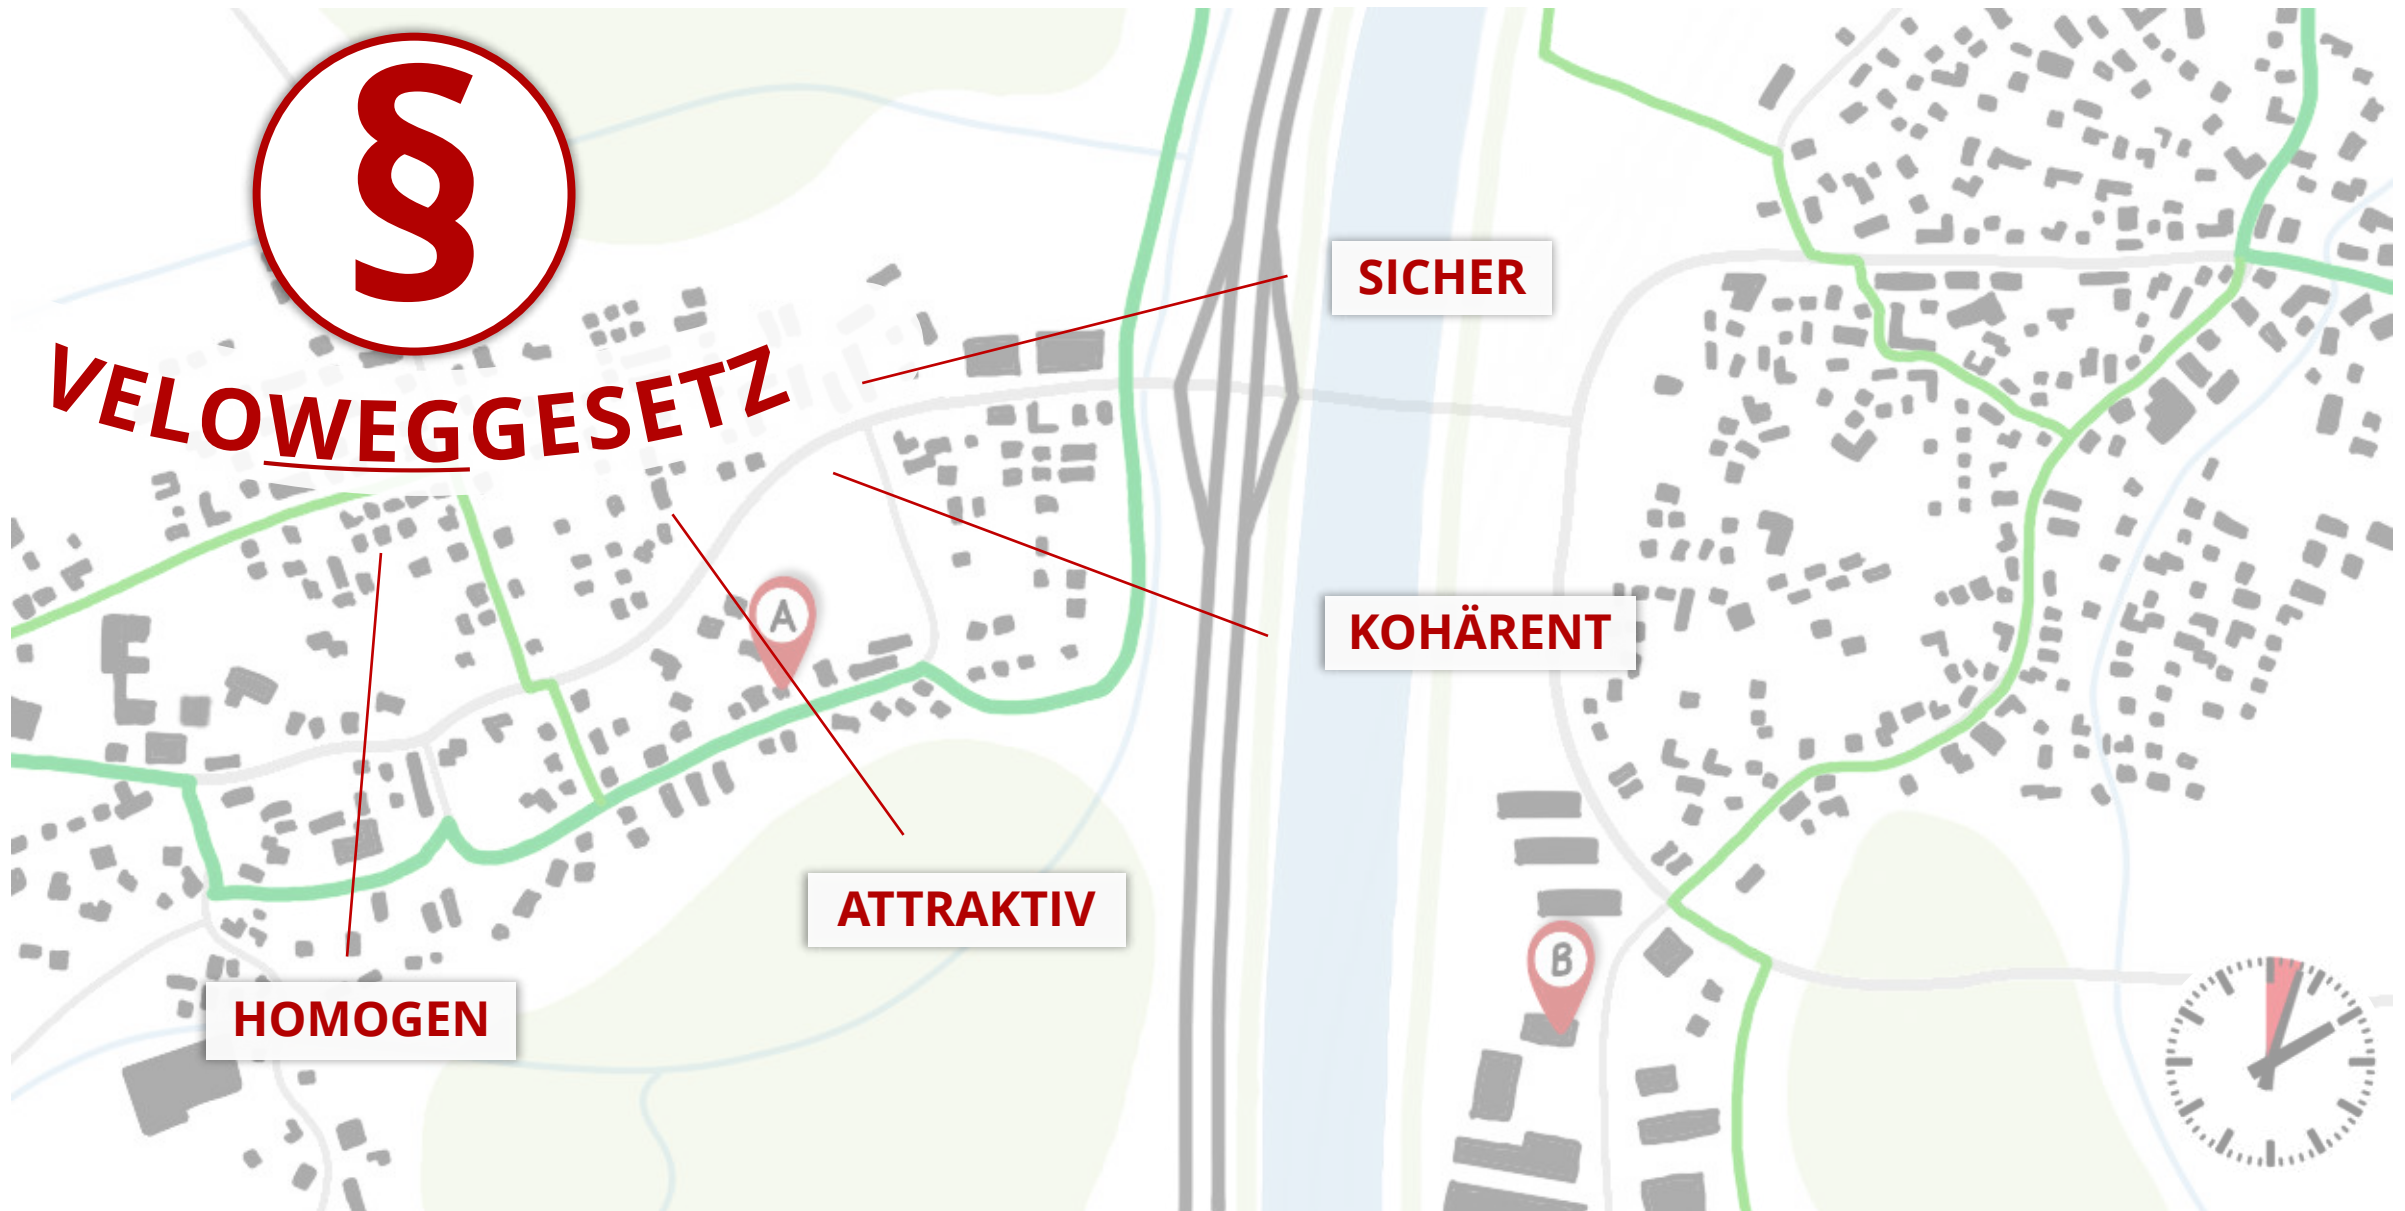 §
VELOWEGGESETZ
SICHER
KOHÄRENT
A
ATTRAKTIV
B
HOMOGEN